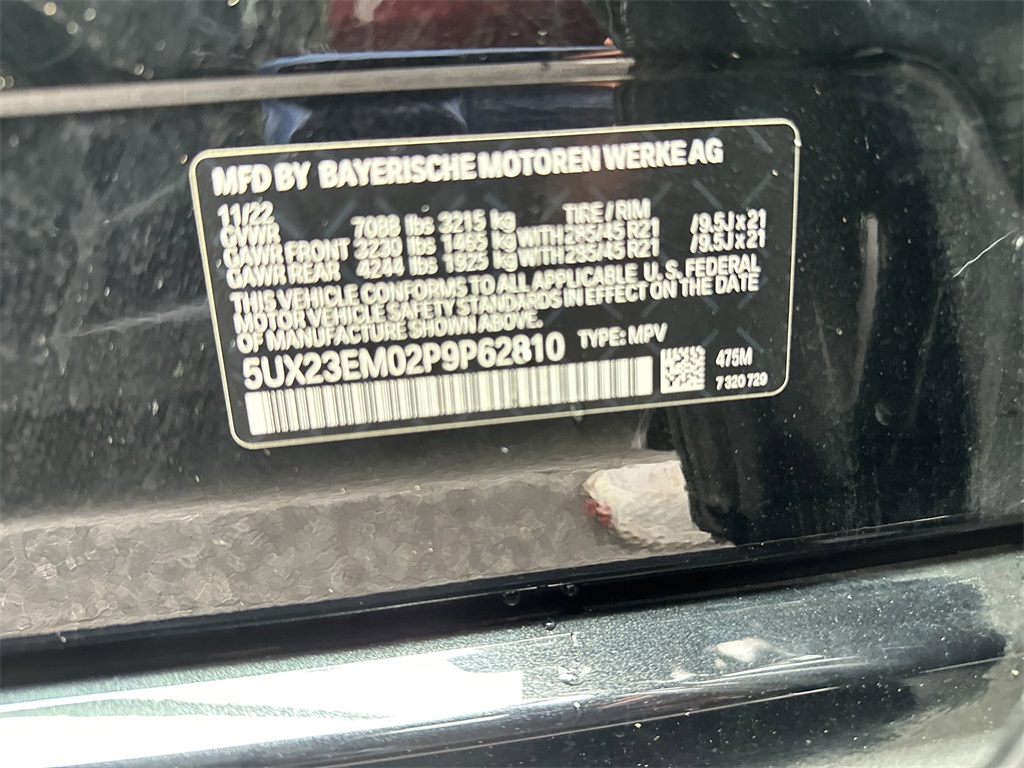 MFD BY BAYERISCHE MOTOREN WERKE AG
11/22 TIRE / RIM
GVWR 7088 lbs 3215 kg
GAWR FRONT 3230 lbs 1465 kg WITH 285/45 R21 / 9.5J x 21
GAWR REAR 4244 lbs 1925 kg WITH R21 / 9.5J x 21
THIS VEHICLE CONFORMS TO ALL APPLICABLE U.S. FEDERAL
MOTOR VEHICLE SAFETY STANDARDS IN EFFECT ON THE DATE
OF MANUFACTURE SHOWN ABOVE.
5UX23EM02P9P62810 TYPE: MPV
475M
7 320 729